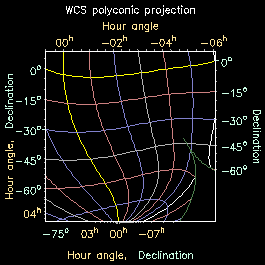 WCS polyconic projection
Hour angle
00ʰ −02ʰ −04ʰ −06ʰ
0° 0°
−15° −15°
−30° −30°
−45° −45°
−60° −60°
04ʰ
Hour angle, Declination
Declination
−75° 03ʰ 00ʰ −07ʰ
Hour angle, Declination